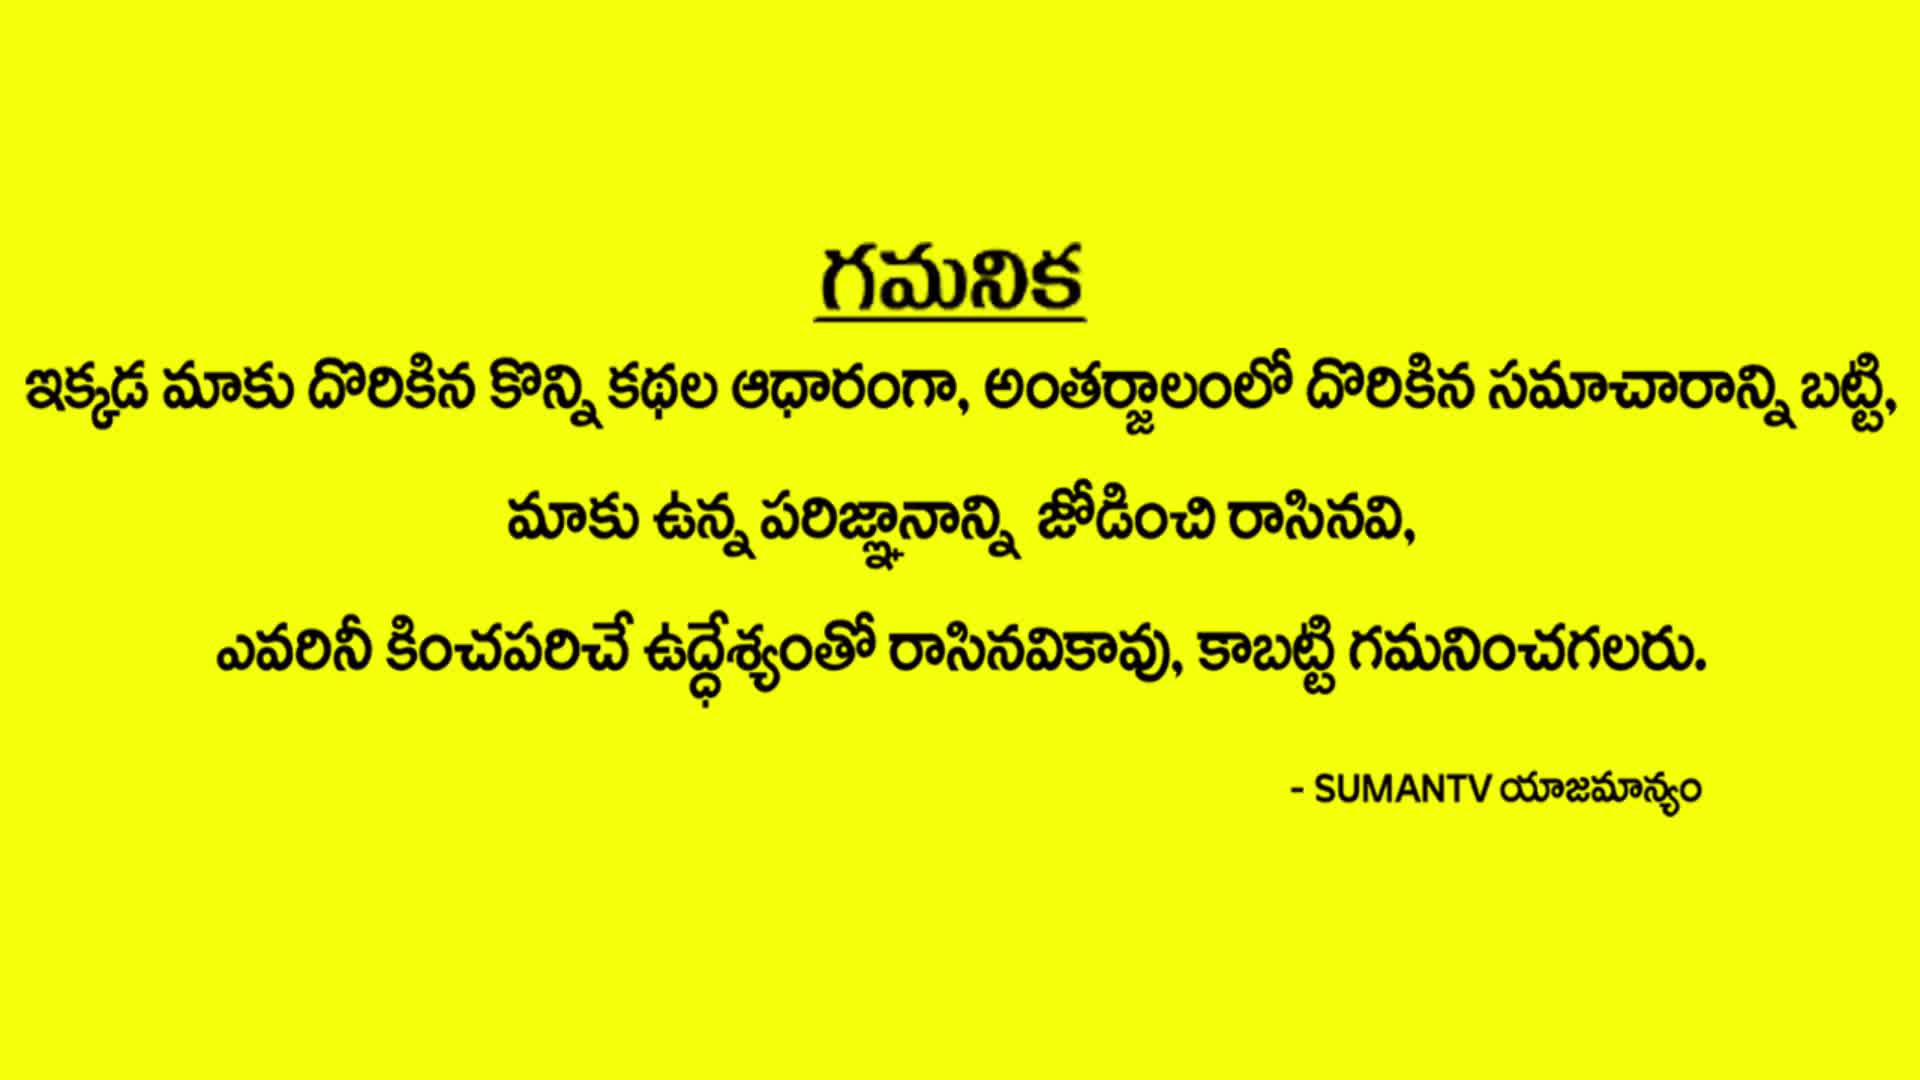 గమనిక
ఇక్కడ మాకు దొరికిన కొన్ని కథల ఆధారంగా, అంతర్జాలంలో దొరికిన సమాచారాన్ని బట్టి,
మాకు ఉన్న పరిజ్ఞానాన్ని జోడించి రాసినవి,
ఎవరినీ కించపరిచే ఉద్ధేశ్యంతో రాసినవికావు, కాబట్టి గమనించగలరు.
- SUMANTV యాజమాన్యం